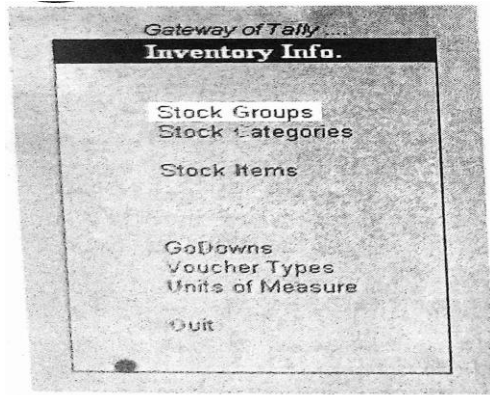 Gateway of Tally ....
Inventory Info.
Stock Groups
Stock Categories
Stock Items
GoDowns
Voucher Types
Units of Measure
Quit